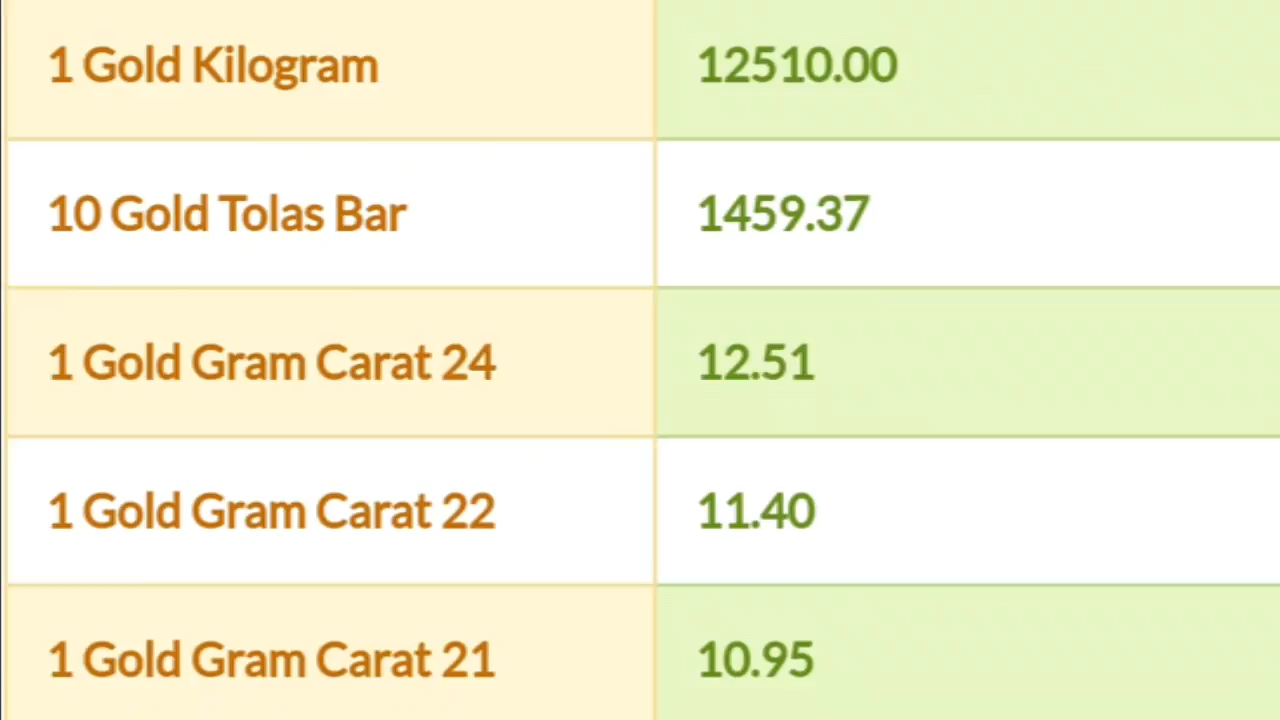 1 Gold Kilogram 12510.00
10 Gold Tolas Bar 1459.37
1 Gold Gram Carat 24 12.51
1 Gold Gram Carat 22 11.40
1 Gold Gram Carat 21 10.95